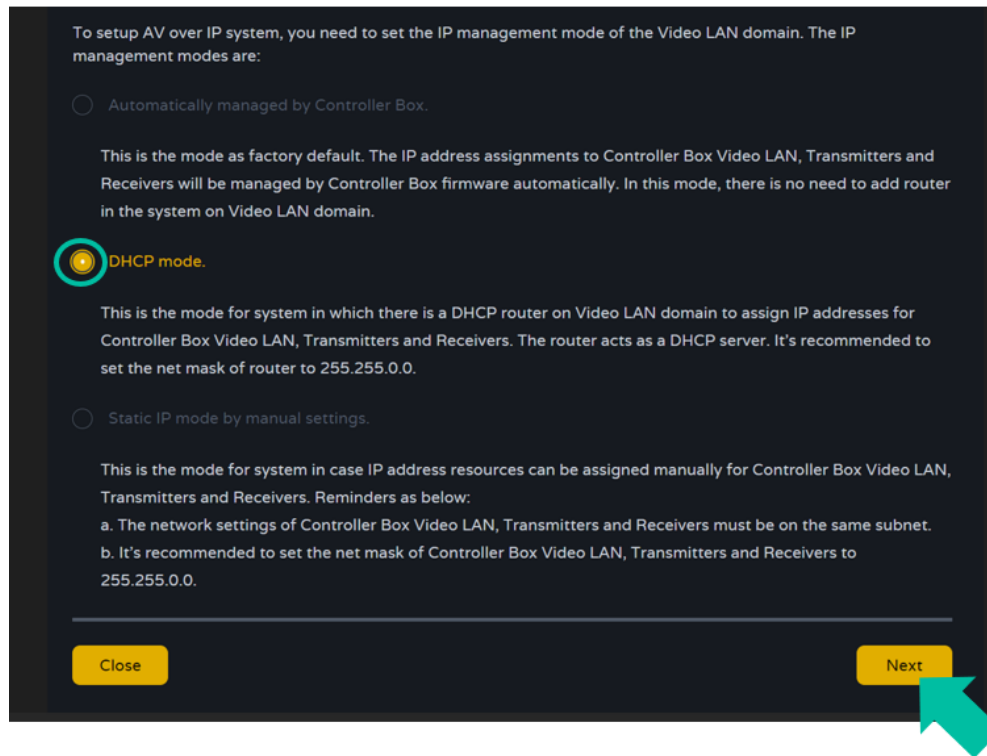 To setup AV over IP system, you need to set the IP management mode of the Video LAN domain. The IP
management modes are:
Automatically managed by Controller Box.
This is the mode as factory default. The IP address assignments to Controller Box Video LAN, Transmitters and
Receivers will be managed by Controller Box firmware automatically. In this mode, there is no need to add router
in the system on Video LAN domain.
DHCP mode.
This is the mode for system in which there is a DHCP router on Video LAN domain to assign IP addresses for
Controller Box Video LAN, Transmitters and Receivers. The router acts as a DHCP server. It's recommended to
set the net mask of router to 255.255.0.0.
Static IP mode by manual settings.
This is the mode for system in case IP address resources can be assigned manually for Controller Box Video LAN,
Transmitters and Receivers. Reminders as below:
a. The network settings of Controller Box Video LAN, Transmitters and Receivers must be on the same subnet.
b. It's recommended to set the net mask of Controller Box Video LAN, Transmitters and Receivers to
255.255.0.0.
Close
Next